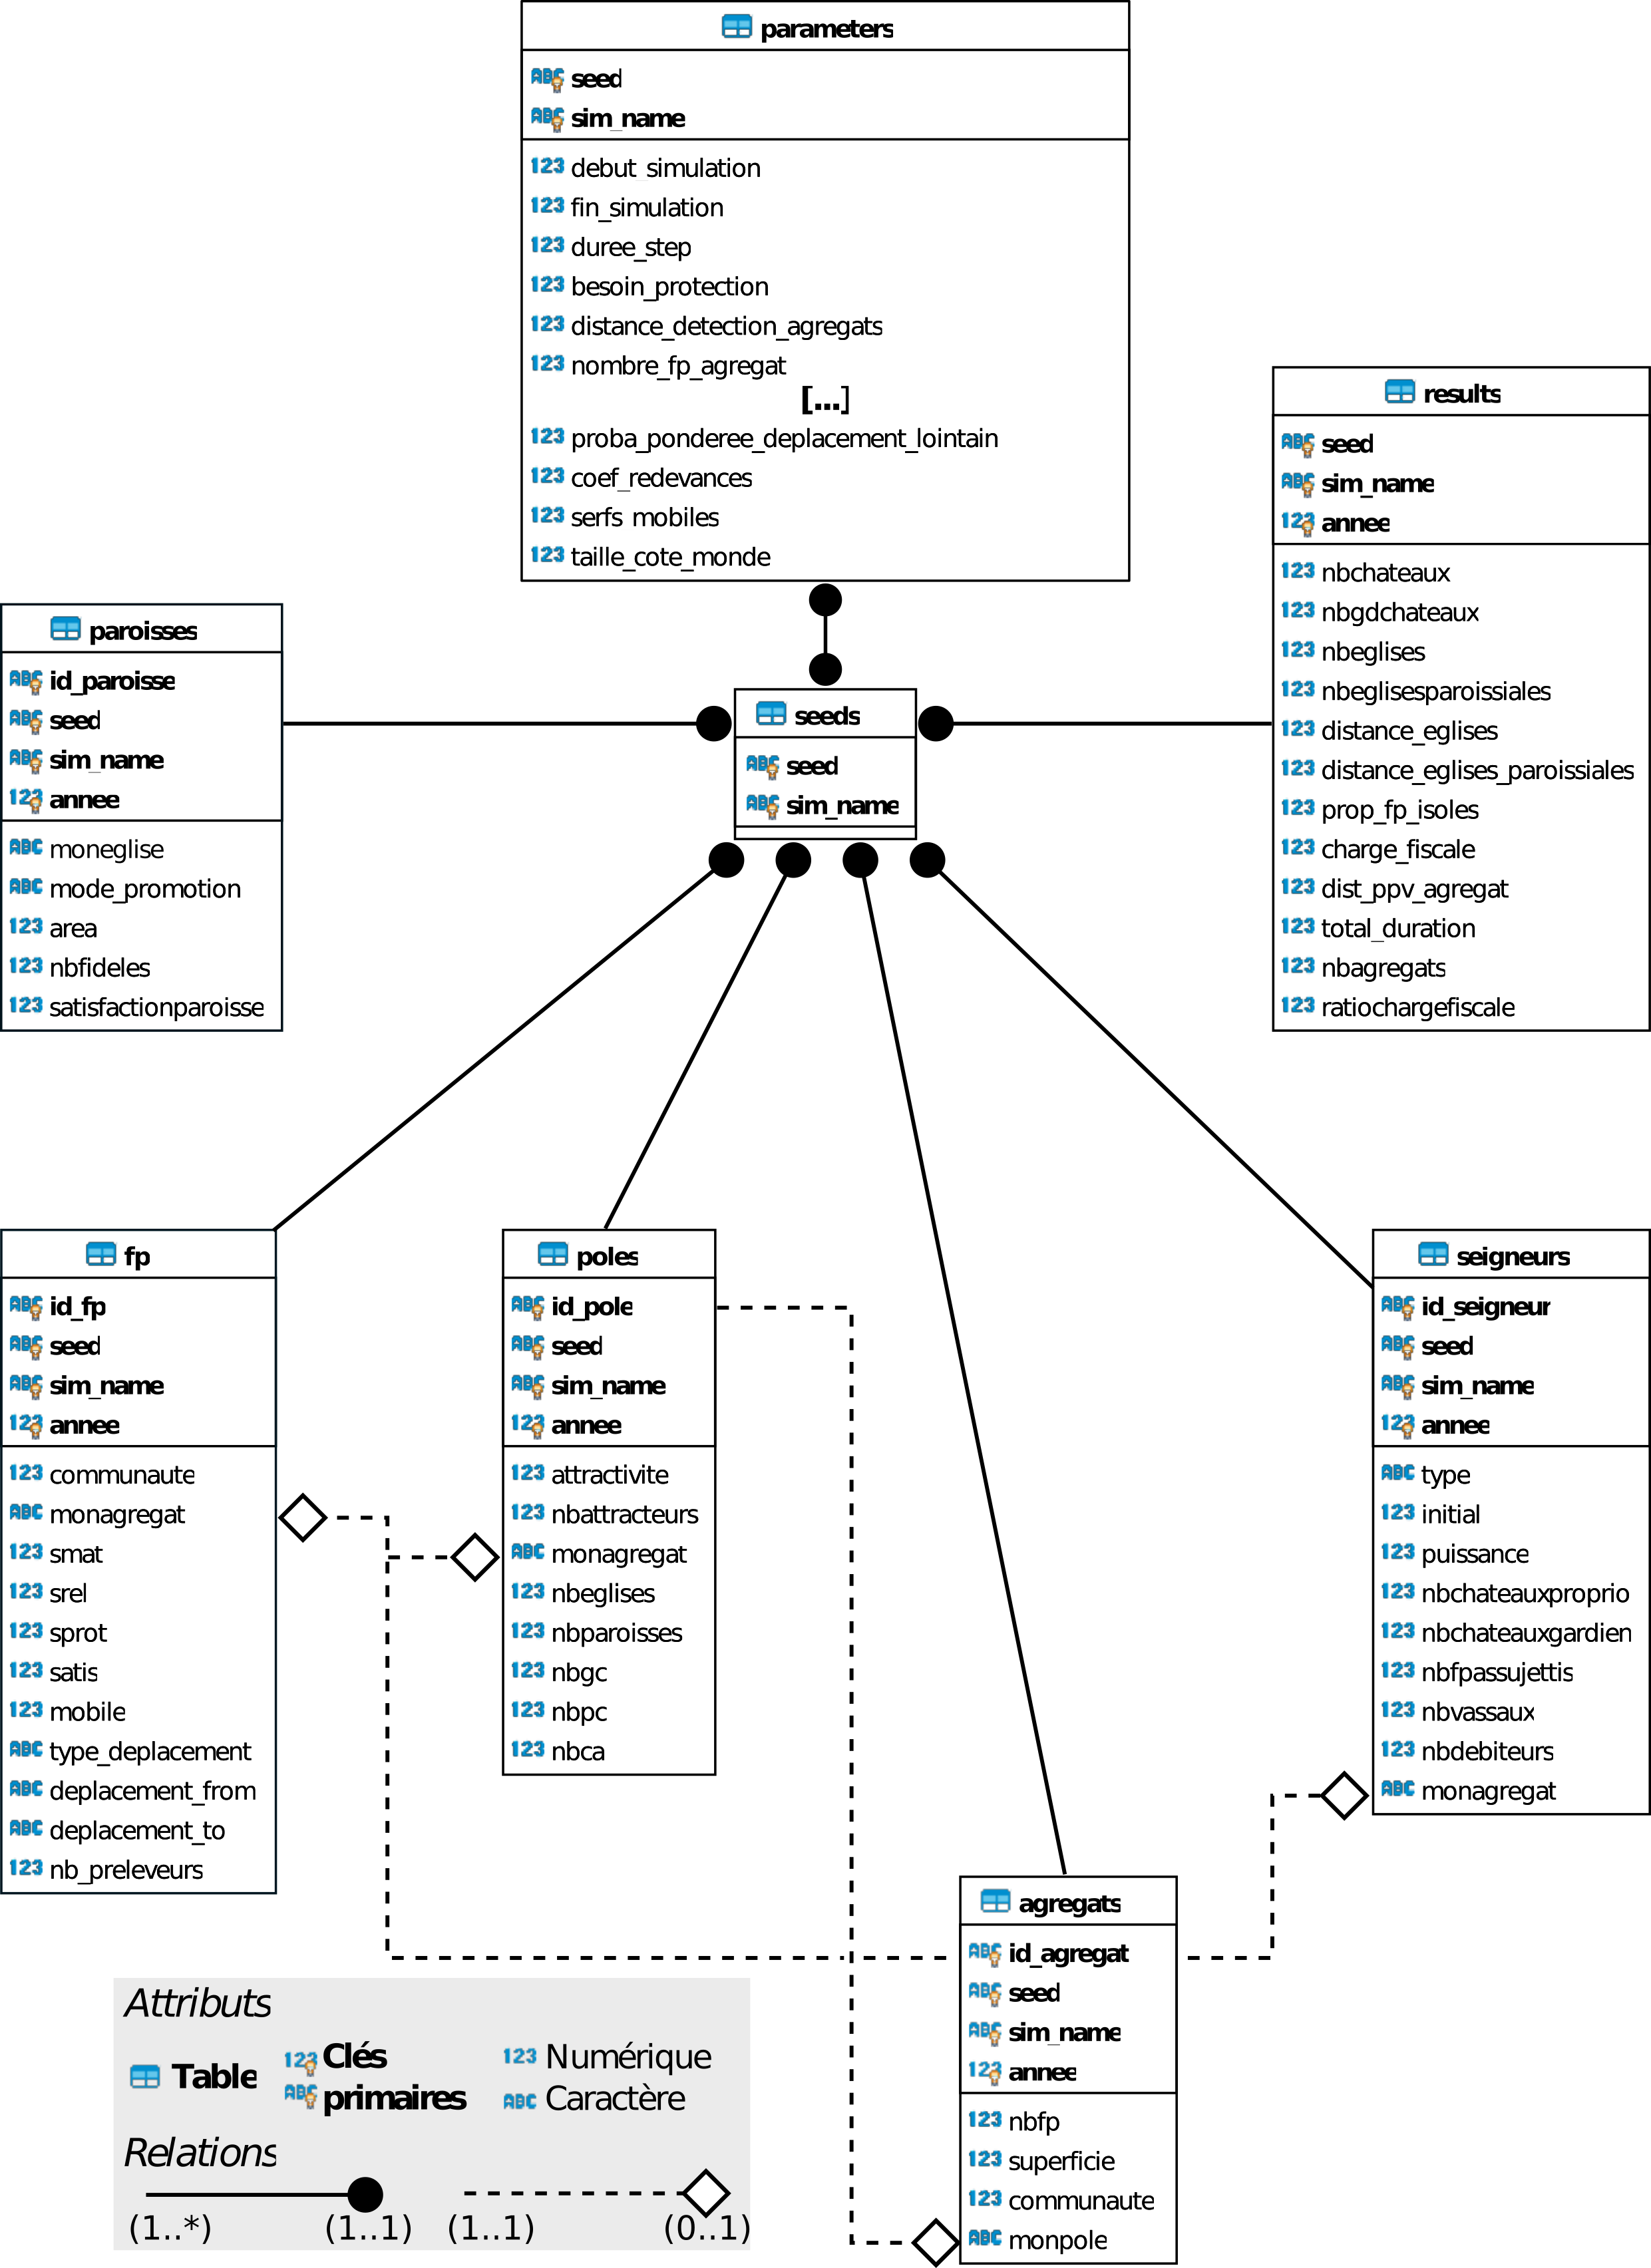 parameters
seed
sim_name
debut_simulation
fin_simulation
duree_step
besoin_protection
distance_detection_agregats
nombre_fp_agregat
[...]
proba_ponderee_deplacement_lointain
coef_redevances
serfs_mobiles
taille_cote_monde
results
seed
sim_name
annee
nbchateaux
nbgdchateaux
nbeglises
nbeglisesparoissiales
distance_eglises
distance_eglises_paroissiales
prop_fp_isoles
charge_fiscale
dist_ppv_agregat
total_duration
nbagregats
ratiochargefiscale
paroisses
id_paroisse
seed
sim_name
annee
moneglise
mode_promotion
area
nbfideles
satisfactionparoisse
seeds
seed
sim_name
fp
id_fp
seed
sim_name
annee
communaute
monagregat
smat
srel
sprot
satis
mobile
type_deplacement
deplacement_from
deplacement_to
nb_preleveurs
poles
id_pole
seed
sim_name
annee
attractivite
nbattracteurs
monagregat
nbeglises
nbparoisses
nbgc
nbpc
nbca
seigneurs
id_seigneur
seed
sim_name
annee
type
initial
puissance
nbchateauxproprio
nbchateauxgardien
nbfpassujettis
nbvassaux
nbdebiteurs
monagregat
agregats
id_agregat
seed
sim_name
annee
nbfp
superficie
communaute
monpole
Attributs
Table
123 Clés
ABC primaires
123 Numérique
ABC Caractère
Relations
(1..*) (1..1) (1..1) (0..1)